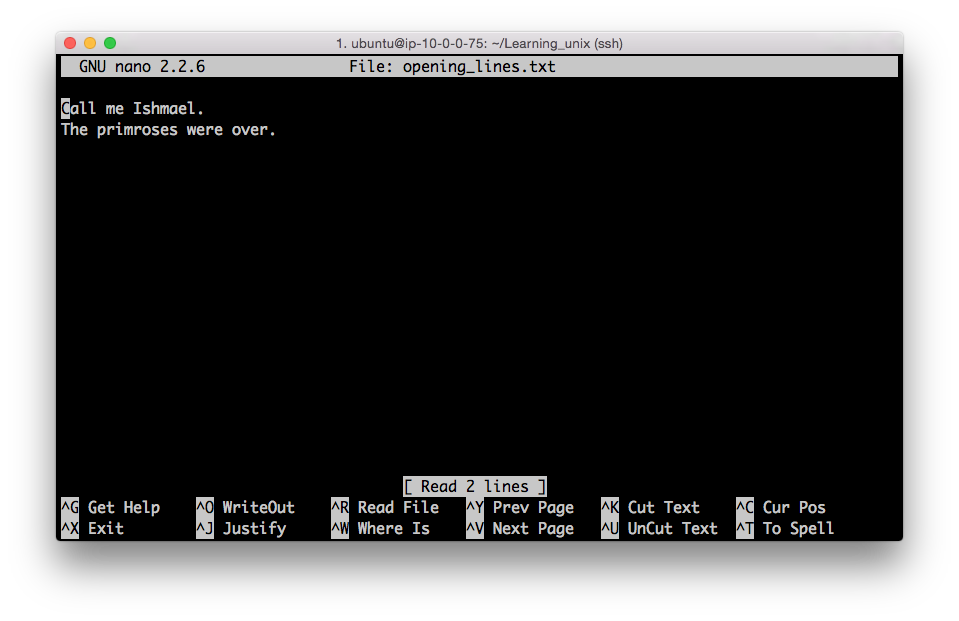 1. ubuntu@ip-10-0-0-75: ~/Learning_unix (ssh)
GNU nano 2.2.6 File: opening_lines.txt
Call me Ishmael.
The primroses were over.
[ Read 2 lines ]
^G Get Help ^O WriteOut ^R Read File ^Y Prev Page ^K Cut Text ^C Cur Pos
^X Exit ^J Justify ^W Where Is ^V Next Page ^U UnCut Text ^T To Spell